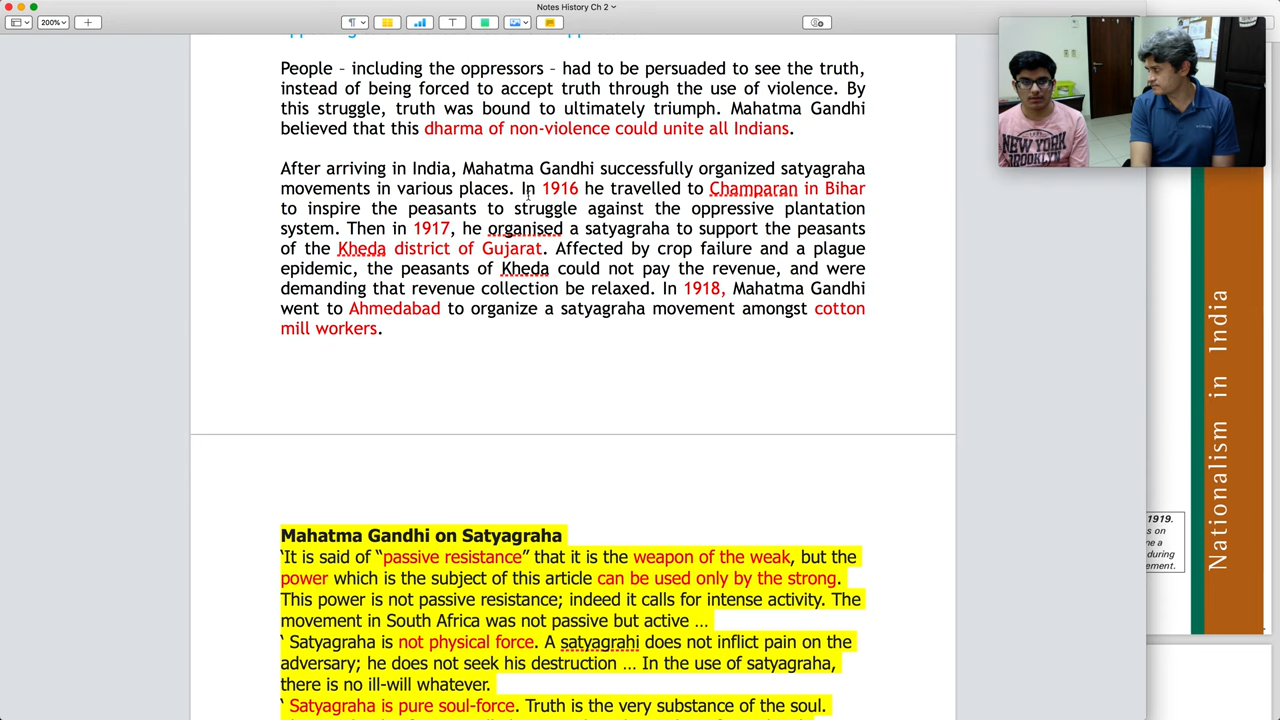 Notes History Ch 2
200%
People - including the oppressors - had to be persuaded to see the truth,
instead of being forced to accept truth through the use of violence. By
this struggle, truth was bound to ultimately triumph. Mahatma Gandhi
believed that this dharma of non-violence could unite all Indians.
After arriving in India, Mahatma Gandhi successfully organized satyagraha
movements in various places. In 1916 he travelled to Champaran in Bihar
to inspire the peasants to struggle against the oppressive plantation
system. Then in 1917, he organised a satyagraha to support the peasants
of the Kheda district of Gujarat. Affected by crop failure and a plague
epidemic, the peasants of Kheda could not pay the revenue, and were
demanding that revenue collection be relaxed. In 1918, Mahatma Gandhi
went to Ahmedabad to organize a satyagraha movement amongst cotton
mill workers.
Mahatma Gandhi on Satyagraha
‘It is said of “passive resistance” that it is the weapon of the weak, but the
power which is the subject of this article can be used only by the strong.
This power is not passive resistance; indeed it calls for intense activity. The
movement in South Africa was not passive but active …
‘ Satyagraha is not physical force. A satyagrahi does not inflict pain on the
adversary; he does not seek his destruction … In the use of satyagraha,
there is no ill-will whatever.
‘ Satyagraha is pure soul-force. Truth is the very substance of the soul.
NEW YORK
BROOKLYN
Nationalism in India
1919.
s on
me a
during
ement.